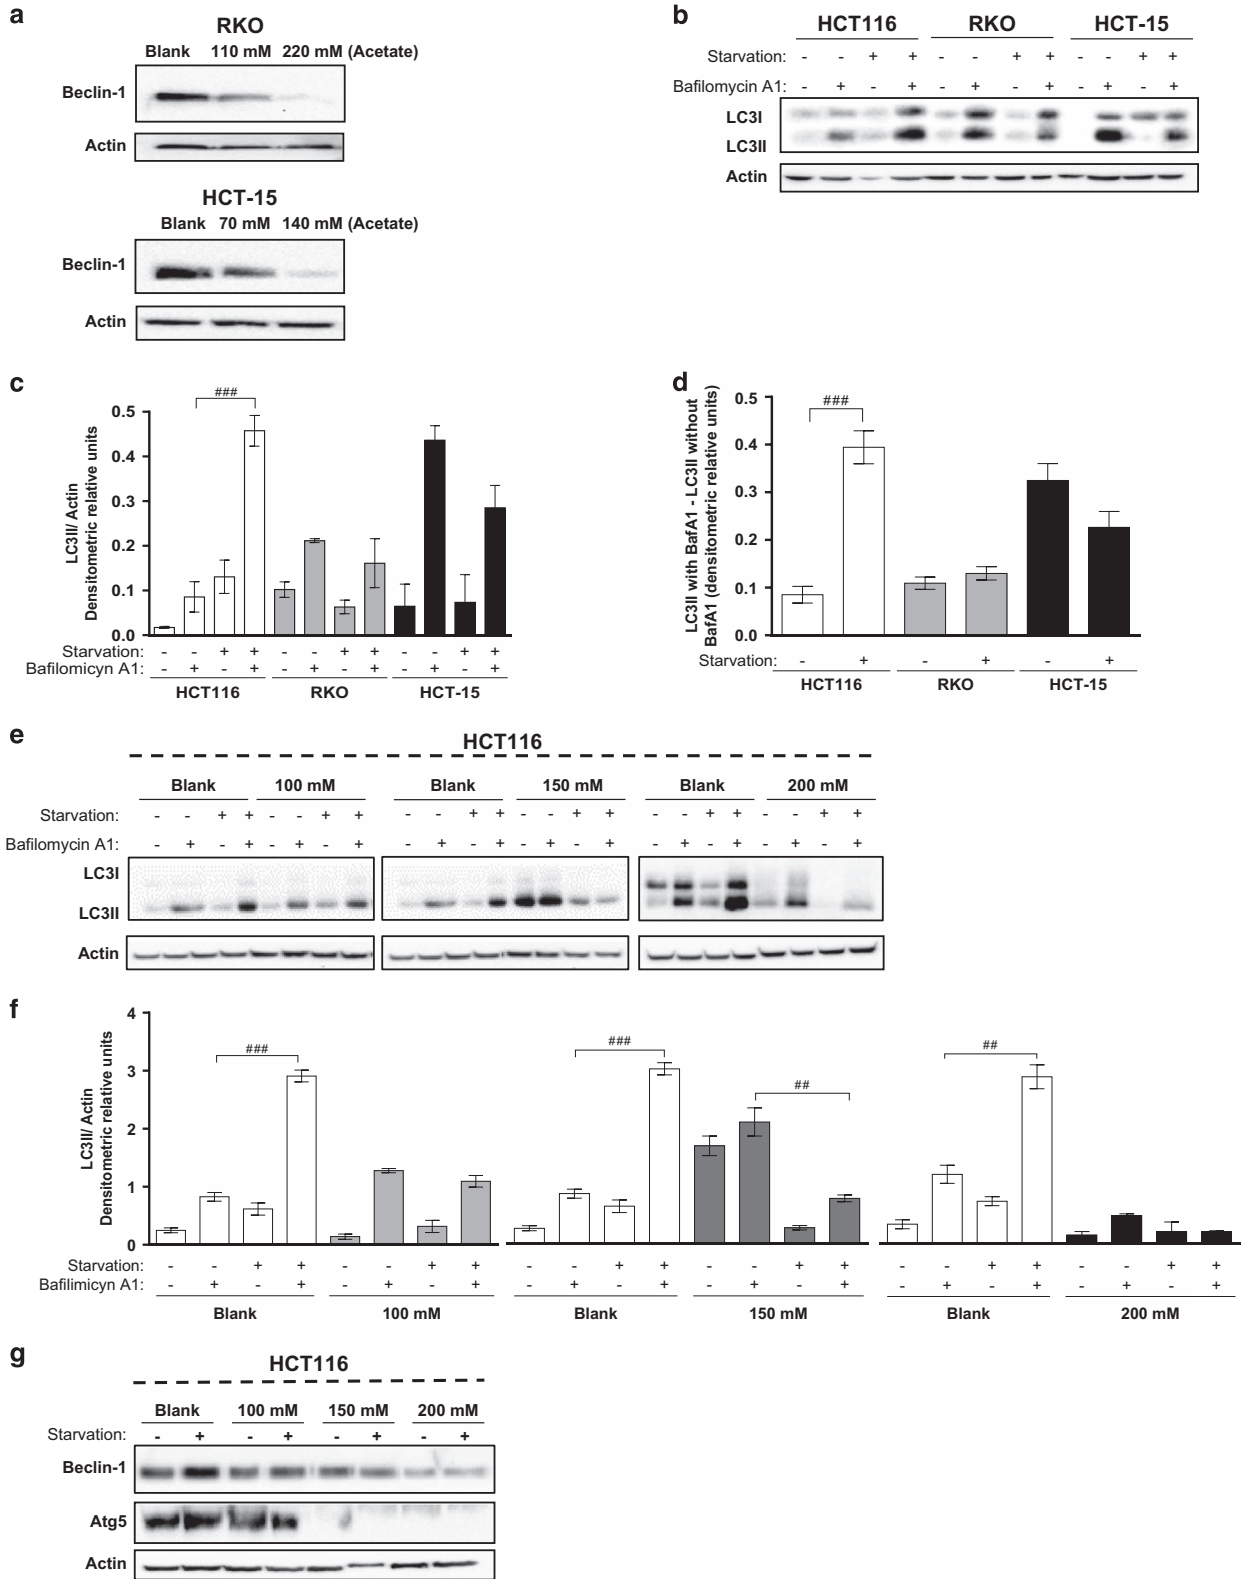 a
RKO
Blank 110 mM 220 mM (Acetate)
Beclin-1
Actin
HCT-15
Blank 70 mM 140 mM (Acetate)
Beclin-1
Actin
b
HCT116 RKO HCT-15
Starvation: - - + + - - + + - - + +
Bafilomycin A1: - + - + - + - + - + - +
LC3I
LC3II
Actin
c
LC3II/ Actin
Densitometric relative units
0.5
0.4
0.3
0.2
0.1
0.0
###
Starvation: - - + + - - + + - - + +
Bafilomicyn A1: - + - + - + - + - + - +
HCT116 RKO HCT-15
d
LC3II with BafA1 - LC3II without
BafA1 (densitometric relative units)
0.5
0.4
0.3
0.2
0.1
0.0
###
Starvation: - + - + - +
HCT116 RKO HCT-15
e
HCT116
Blank 100 mM Blank 150 mM Blank 200 mM
Starvation: - - + + - - + + - - + + - - + + - - + + - - + +
Bafilomycin A1: - + - + - + - + - + - + - + - + - + - + - + - +
LC3I
LC3II
Actin
f
LC3II/ Actin
Densitometric relative units
4
3
2
1
0
### ### ## ##
Starvation: - - + + - - + + - - + + - - + + - - + + - - + +
Bafilimicyn A1: - + - + - + - + - + - + - + - + - + - + - + - +
Blank 100 mM Blank 150 mM Blank 200 mM
g
HCT116
Blank 100 mM 150 mM 200 mM
Starvation: - + - + - + - +
Beclin-1
Atg5
Actin